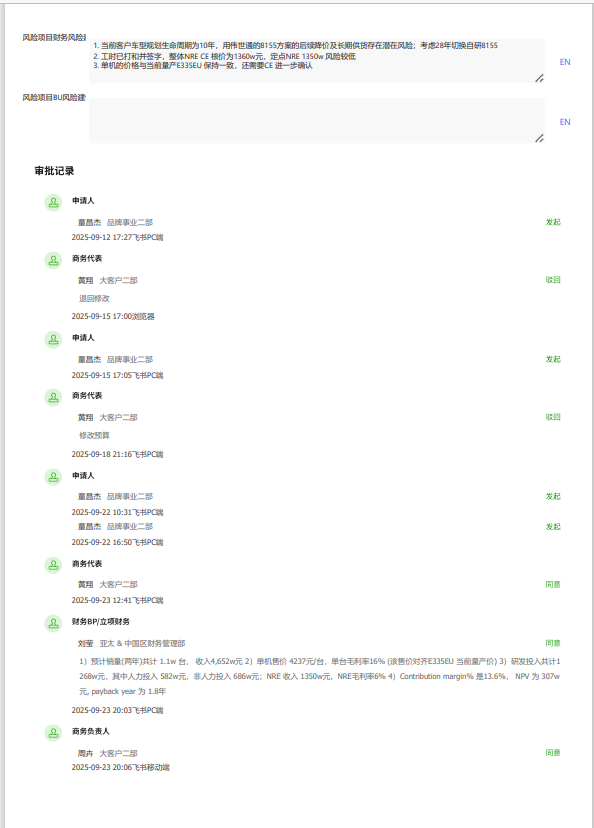 风险项目财务风险建
1. 当前客户车型规划生命周期为10年，用伟世通的8155方案的后续降价及长期供货存在潜在风险；考虑28年切换自研8155
2. 工时已打和并签字，整体NRE CE 核价为1360w元，定点NRE 1350w 风险较低
3. 单机的价格与当前量产E335EU 保持一致，还需要CE 进一步确认
EN
风险项目BU风险建
EN
审批记录
申请人
童昌杰 品牌事业二部 发起
2025-09-12 17:27飞书PC端
商务代表
黄翔 大客户二部 驳回
退回修改
2025-09-15 17:00浏览器
申请人
童昌杰 品牌事业二部 发起
2025-09-15 17:05飞书PC端
商务代表
黄翔 大客户二部 驳回
修改预算
2025-09-18 21:16飞书PC端
申请人
童昌杰 品牌事业二部 发起
2025-09-22 10:31飞书PC端
童昌杰 品牌事业二部 发起
2025-09-22 16:50飞书PC端
商务代表
黄翔 大客户二部 同意
2025-09-23 12:41飞书PC端
财务BP/立项财务
刘莹 亚太 & 中国区财务管理部 同意
1）预计销量(两年)共计 1.1w 台， 收入4,652w元 2）单机售价 4237元/台，单台毛利率16% (该售价对齐E335EU 当前量产价) 3）研发投入共计1
268w元，其中人力投入 582w元，非人力投入 686w元；NRE 收入 1350w元，NRE毛利率6% 4）Contribution margin% 是13.6%， NPV 为 307w
元, payback year 为 1.8年
2025-09-23 20:03飞书PC端
商务负责人
周卉 大客户二部 同意
2025-09-23 20:06飞书移动端